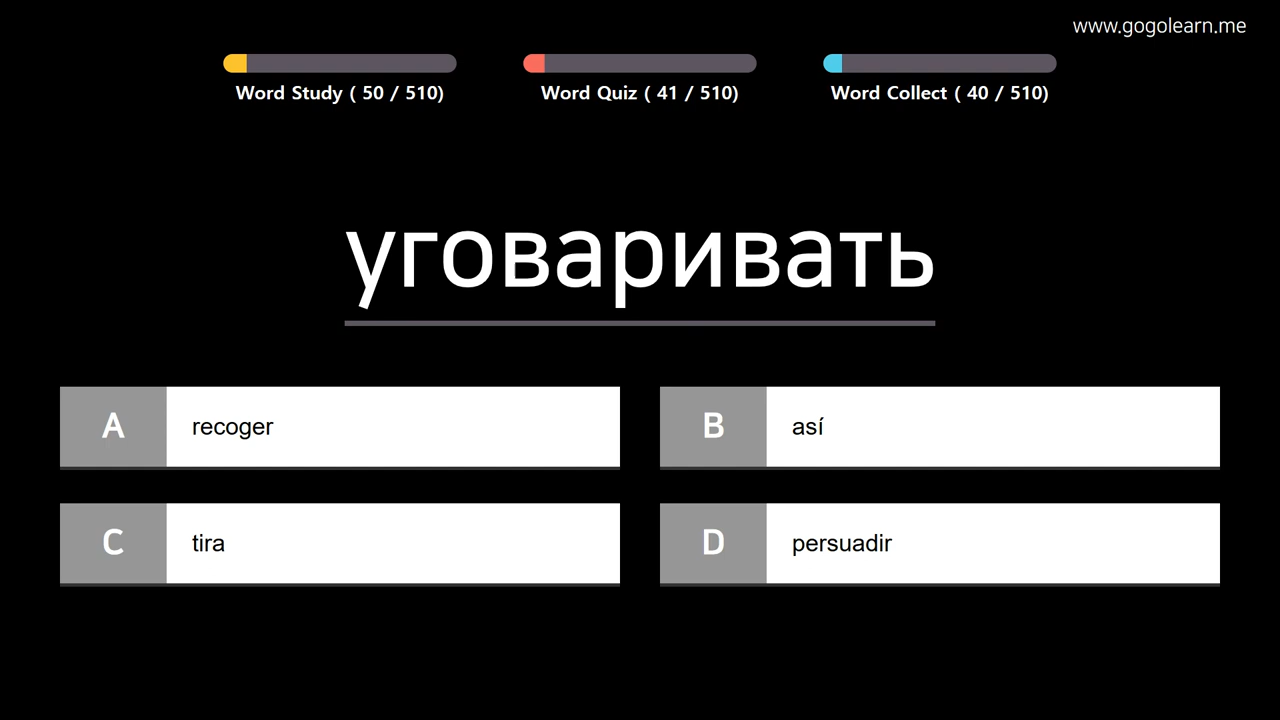 www.gogolearn.me
Word Study ( 50 / 510)
Word Quiz ( 41 / 510)
Word Collect ( 40 / 510)
уговаривать
A recoger
B así
C tira
D persuadir